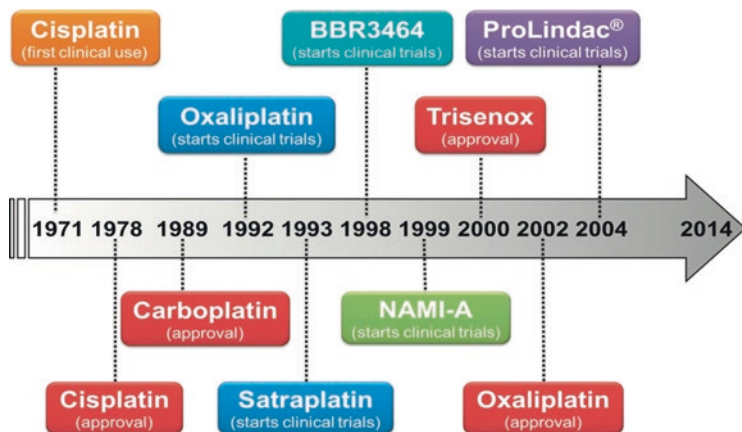 Cisplatin
(first clinical use)
BBR3464
(starts clinical trials)
ProLindac®
(starts clinical trials)
Oxaliplatin
(starts clinical trials)
Trisenox
(approval)
1971 1978 1989 1992 1993 1998 1999 2000 2002 2004 2014
Carboplatin
(approval)
NAMI-A
(starts clinical trials)
Cisplatin
(approval)
Satraplatin
(starts clinical trials)
Oxaliplatin
(approval)